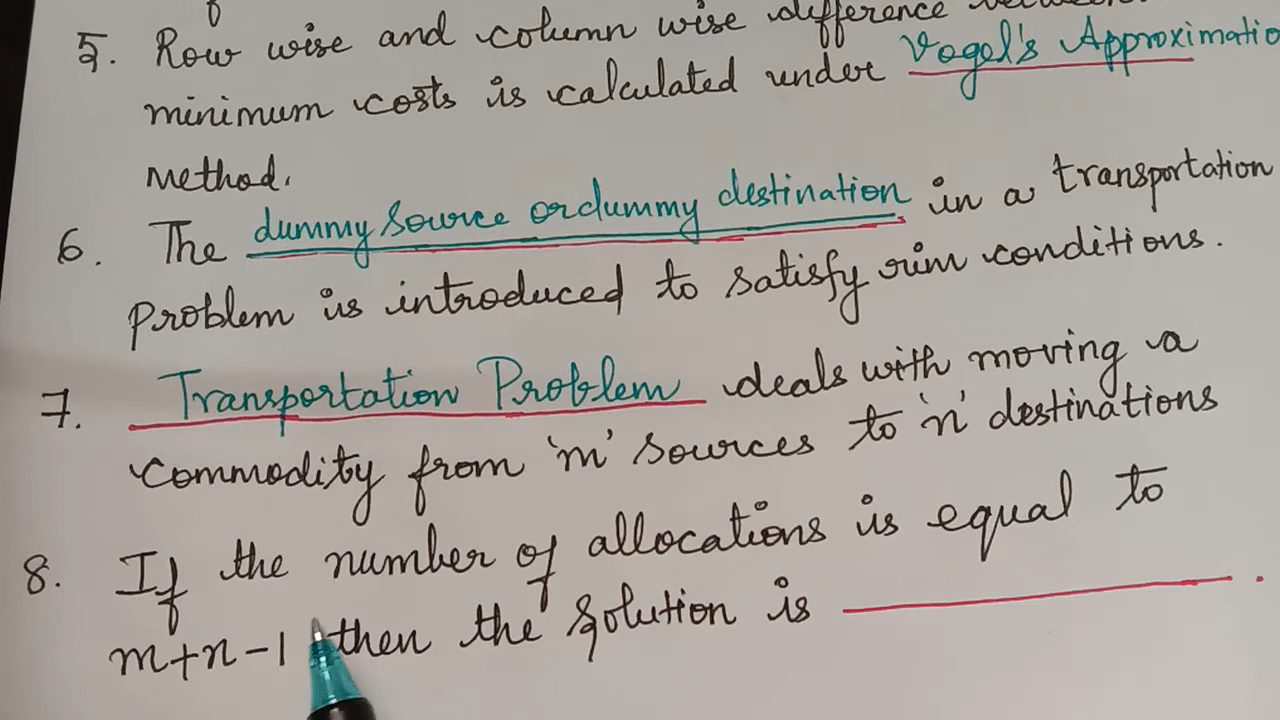 5. Row wise and column wise difference
minimum costs is calculated under Vogel's Approximatio
Method.
6. The dummy source or dummy destination in a transportation
Problem is introduced to satisfy rim conditions.
7. Transportation Problem deals with moving a
commodity from 'm' sources to 'n' destinations
8. If the number of allocations is equal to
m+n-1 then the solution is ________.